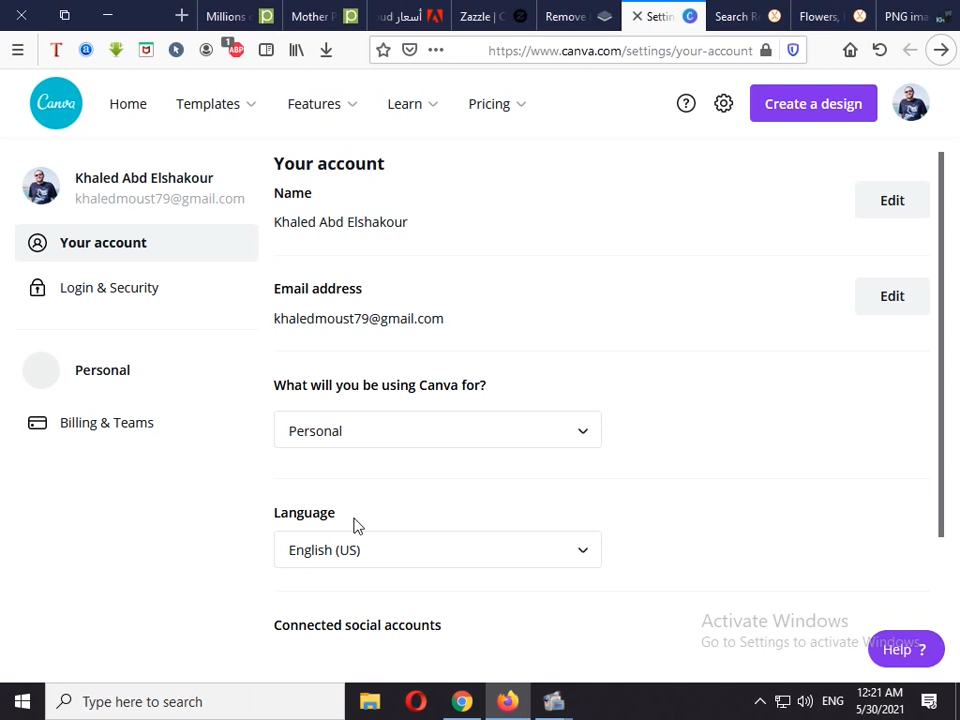 Millions
Mother P
أسعار oud
Zazzle | C
Remove
Settin
Search R
Flowers,
PNG ima
T
a
1
ABP
https://www.canva.com/settings/your-account
Canva
Home
Templates
Features
Learn
Pricing
?
Create a design
Khaled Abd Elshakour
khaledmoust79@gmail.com
Your account
Login & Security
Personal
Billing & Teams
Your account
Name
Edit
Khaled Abd Elshakour
Email address
Edit
khaledmoust79@gmail.com
What will you be using Canva for?
Personal
Language
English (US)
Connected social accounts
Activate Windows
Go to Settings to activate Windows.
Help ?
Type here to search
ENG
12:21 AM
5/30/2021